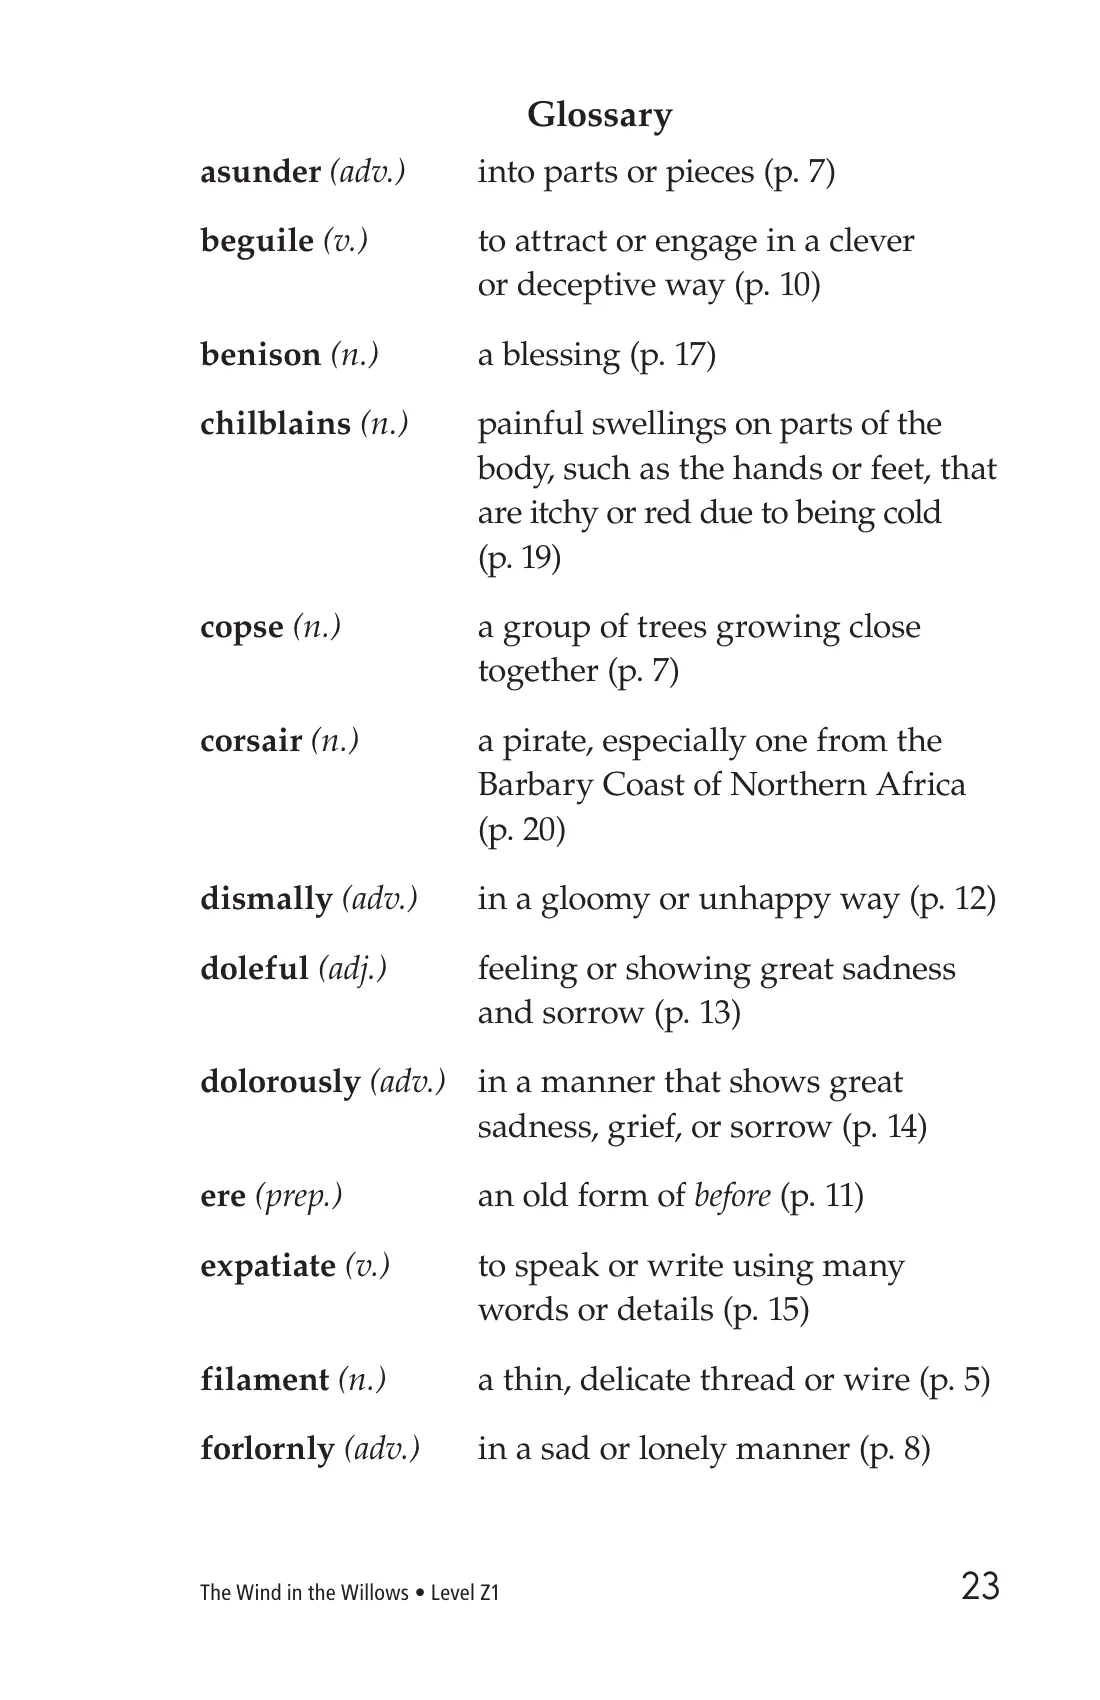 Glossary
asunder (adv.) into parts or pieces (p. 7)
beguile (v.) to attract or engage in a clever
or deceptive way (p. 10)
benison (n.) a blessing (p. 17)
chilblains (n.) painful swellings on parts of the
body, such as the hands or feet, that
are itchy or red due to being cold
(p. 19)
copse (n.) a group of trees growing close
together (p. 7)
corsair (n.) a pirate, especially one from the
Barbary Coast of Northern Africa
(p. 20)
dismally (adv.) in a gloomy or unhappy way (p. 12)
doleful (adj.) feeling or showing great sadness
and sorrow (p. 13)
dolorously (adv.) in a manner that shows great
sadness, grief, or sorrow (p. 14)
ere (prep.) an old form of before (p. 11)
expatiate (v.) to speak or write using many
words or details (p. 15)
filament (n.) a thin, delicate thread or wire (p. 5)
forlornly (adv.) in a sad or lonely manner (p. 8)
The Wind in the Willows • Level Z1 23